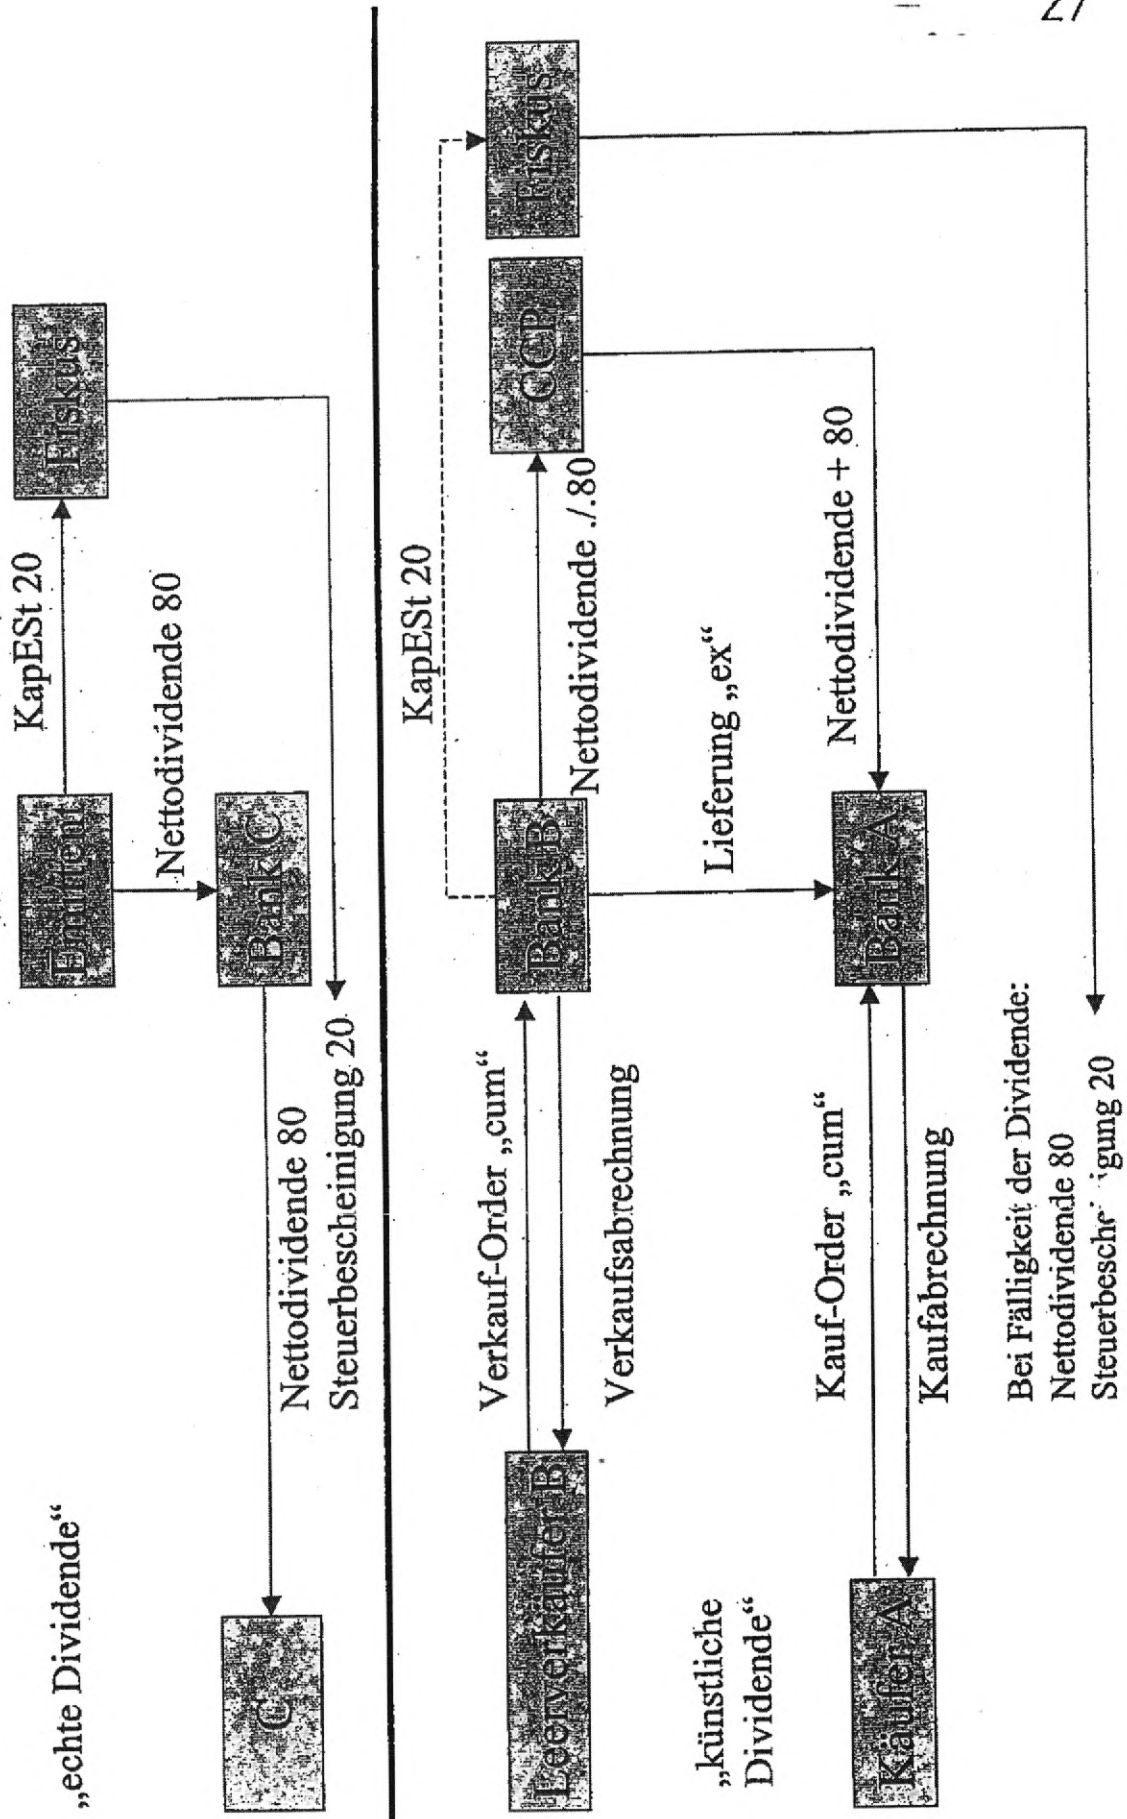 27
„echte Dividende“
Emittent
KapESt 20
Fiskus
Nettodividende 80
C
Bank C
Nettodividende 80
Steuerbescheinigung 20
KapESt 20
Leerverkäufer B
Verkauf-Order „cum“
Verkaufsabrechnung
Bank B
Nettodividende ./.80
CCP
Fiskus
Lieferung „ex“
„künstliche
Dividende“
Nettodividende + 80
Käufer A
Kauf-Order „cum“
Kaufabrechnung
Bank A
Bei Fälligkeit der Dividende:
Nettodividende 80
20